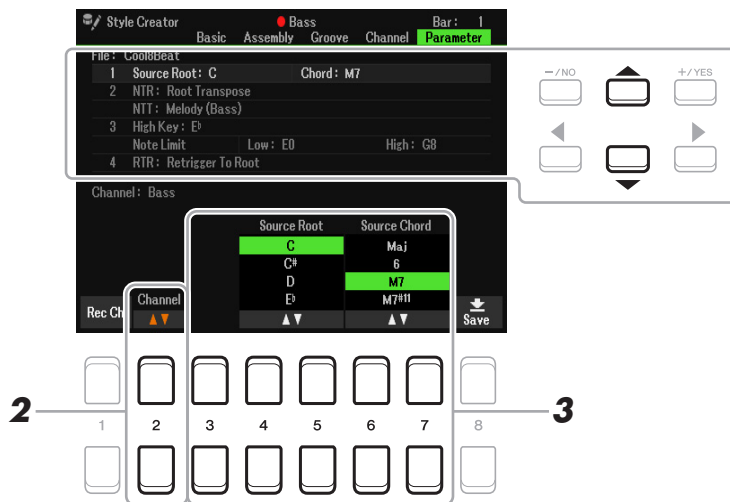 Style Creator Bass Bar: 1
Basic Assembly Groove Channel Parameter
File: Cool8Beat
1 Source Root: C Chord: M7
2 NTR: Root Transpose
NTT: Melody (Bass)
3 High Key: E♭
Note Limit Low: E0 High: G8
4 RTR: Retrigger To Root
–/NO +/YES
Channel: Bass
Source Root Source Chord
C Maj
C# 6
D M7
E♭ M7#11
Rec Ch Channel Save
2 1 2 3 4 5 6 7 8 3